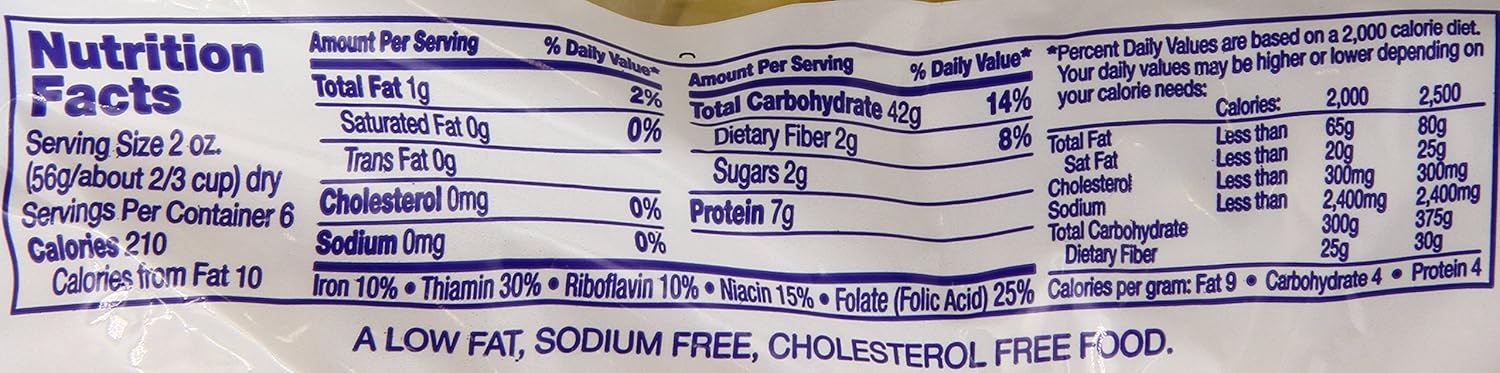 Nutrition
Facts
Serving Size 2 oz.
(56g/about 2/3 cup) dry
Servings Per Container 6
Calories 210
Calories from Fat 10
Amount Per Serving % Daily Value*
Total Fat 1g 2%
Saturated Fat 0g 0%
Trans Fat 0g
Cholesterol 0mg 0%
Sodium 0mg 0%
Amount Per Serving % Daily Value*
Total Carbohydrate 42g 14%
Dietary Fiber 2g 8%
Sugars 2g
Protein 7g
Iron 10% • Thiamin 30% • Riboflavin 10% • Niacin 15% • Folate (Folic Acid) 25%
*Percent Daily Values are based on a 2,000 calorie diet.
Your daily values may be higher or lower depending on
your calorie needs:
Calories: 2,000 2,500
Total Fat Less than 65g 80g
Sat Fat Less than 20g 25g
Cholesterol Less than 300mg 300mg
Sodium Less than 2,400mg 2,400mg
Total Carbohydrate 300g 375g
Dietary Fiber 25g 30g
Calories per gram: Fat 9 • Carbohydrate 4 • Protein 4
A LOW FAT, SODIUM FREE, CHOLESTEROL FREE FOOD.